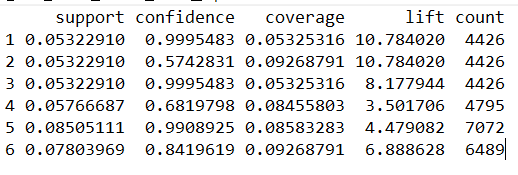 support confidence coverage lift count
1 0.05322910 0.9995483 0.05325316 10.784020 4426
2 0.05322910 0.5742831 0.09268791 10.784020 4426
3 0.05322910 0.9995483 0.05325316 8.177944 4426
4 0.05766687 0.6819798 0.08455803 3.501706 4795
5 0.08505111 0.9908925 0.08583283 4.479082 7072
6 0.07803969 0.8419619 0.09268791 6.888628 6489